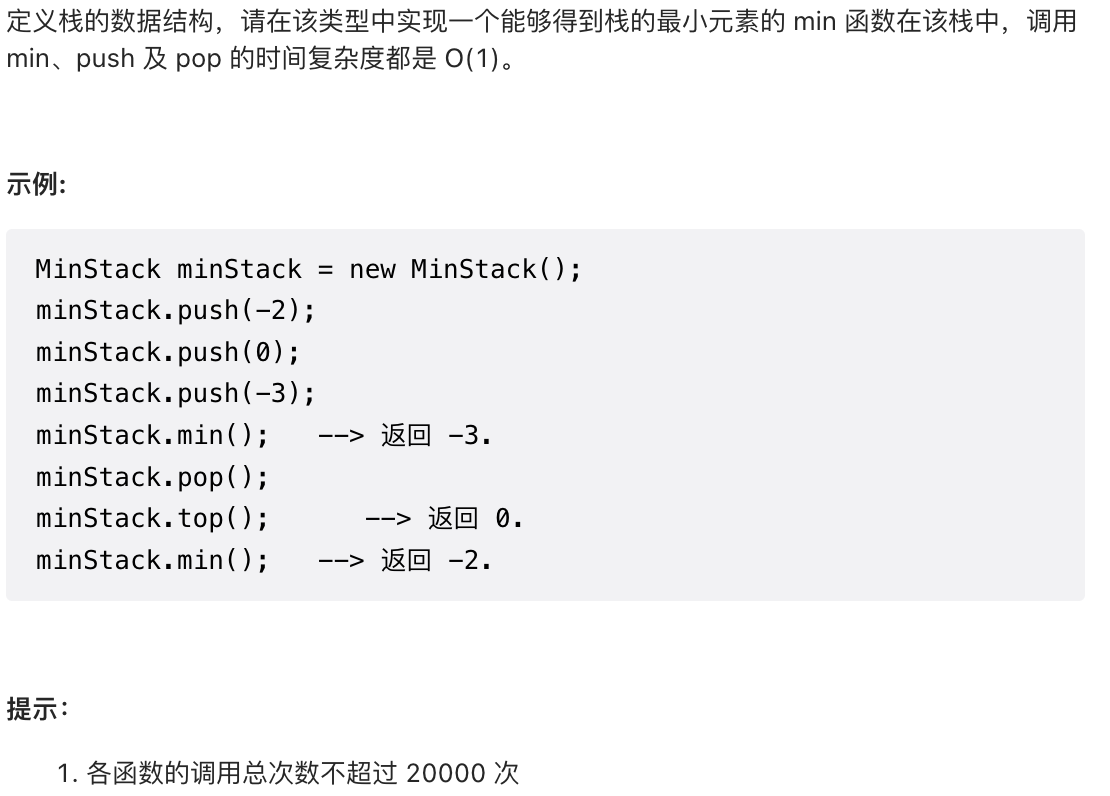 定义栈的数据结构，请在该类型中实现一个能够得到栈的最小元素的 min 函数在该栈中，调用
min、push 及 pop 的时间复杂度都是 O(1)。
示例:
MinStack minStack = new MinStack();
minStack.push(-2);
minStack.push(0);
minStack.push(-3);
minStack.min();   --> 返回 -3.
minStack.pop();
minStack.top();      --> 返回 0.
minStack.min();   --> 返回 -2.
提示：
1. 各函数的调用总次数不超过 20000 次